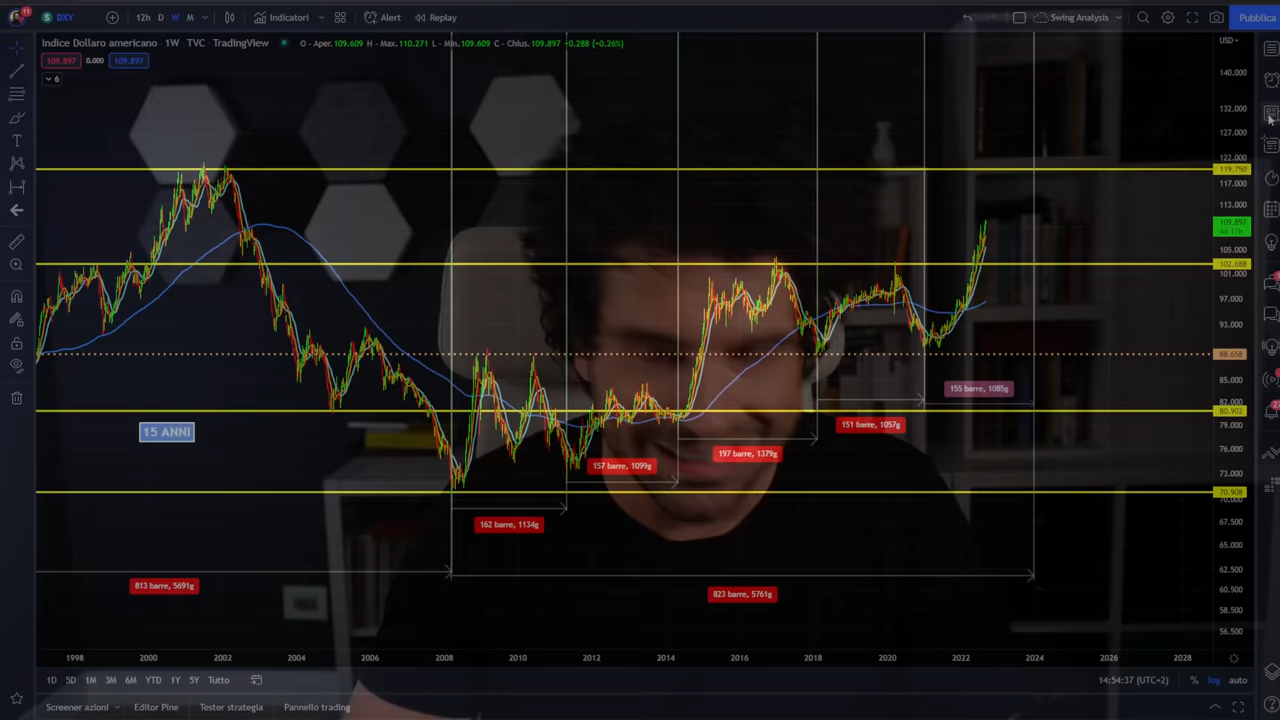 11
DXY
12h
D
W
M
Indicatori
Alert
Replay
Swing Analysis
Pubblica
Indice Dollaro americano · 1W · TVC · TradingView
O - Aper.109.609 H - Max.110.271 L - Min.109.609 C - Chius.109.897 +0.288 (+0.26%)
109.897
0.000
109.897
6
USD
140.000
132.000
127.000
122.000
119.750
117.000
113.000
109.897
4d 11h
105.000
102.688
101.000
97.000
93.000
88.658
85.000
82.000
80.902
79.000
76.000
73.000
70.908
70.000
67.500
65.000
62.500
60.500
58.500
56.500
15 ANNI
155 barre, 1085g
151 barre, 1057g
197 barre, 1379g
157 barre, 1099g
162 barre, 1134g
813 barre, 5691g
823 barre, 5761g
1998
2000
2002
2004
2006
2008
2010
2012
2014
2016
2018
2020
2022
2024
2026
2028
1D
5D
1M
3M
6M
YTD
1Y
5Y
Tutto
14:54:37 (UTC+2)
%
log
auto
Screener azioni
Editor Pine
Tester strategia
Pannello trading